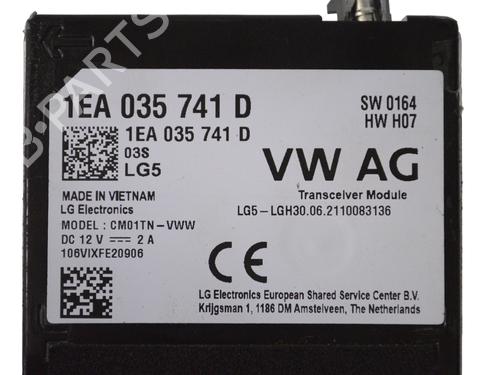 1EA 035 741 D
SW 0164
HW H07
1EA 035 741 D
03S
LG5
VW AG
MADE IN VIETNAM
LG Electronics
Transceiver Module
MODEL : CM01TN-VWW
LG5-LGH30.06.2110083136
DC 12 V ⎓ 2 A
106VIXFE20906
CE
LG Electronics European Shared Service Center B.V.
Krijgsman 1, 1186 DM Amstelveen, The Netherlands
B-PARTS